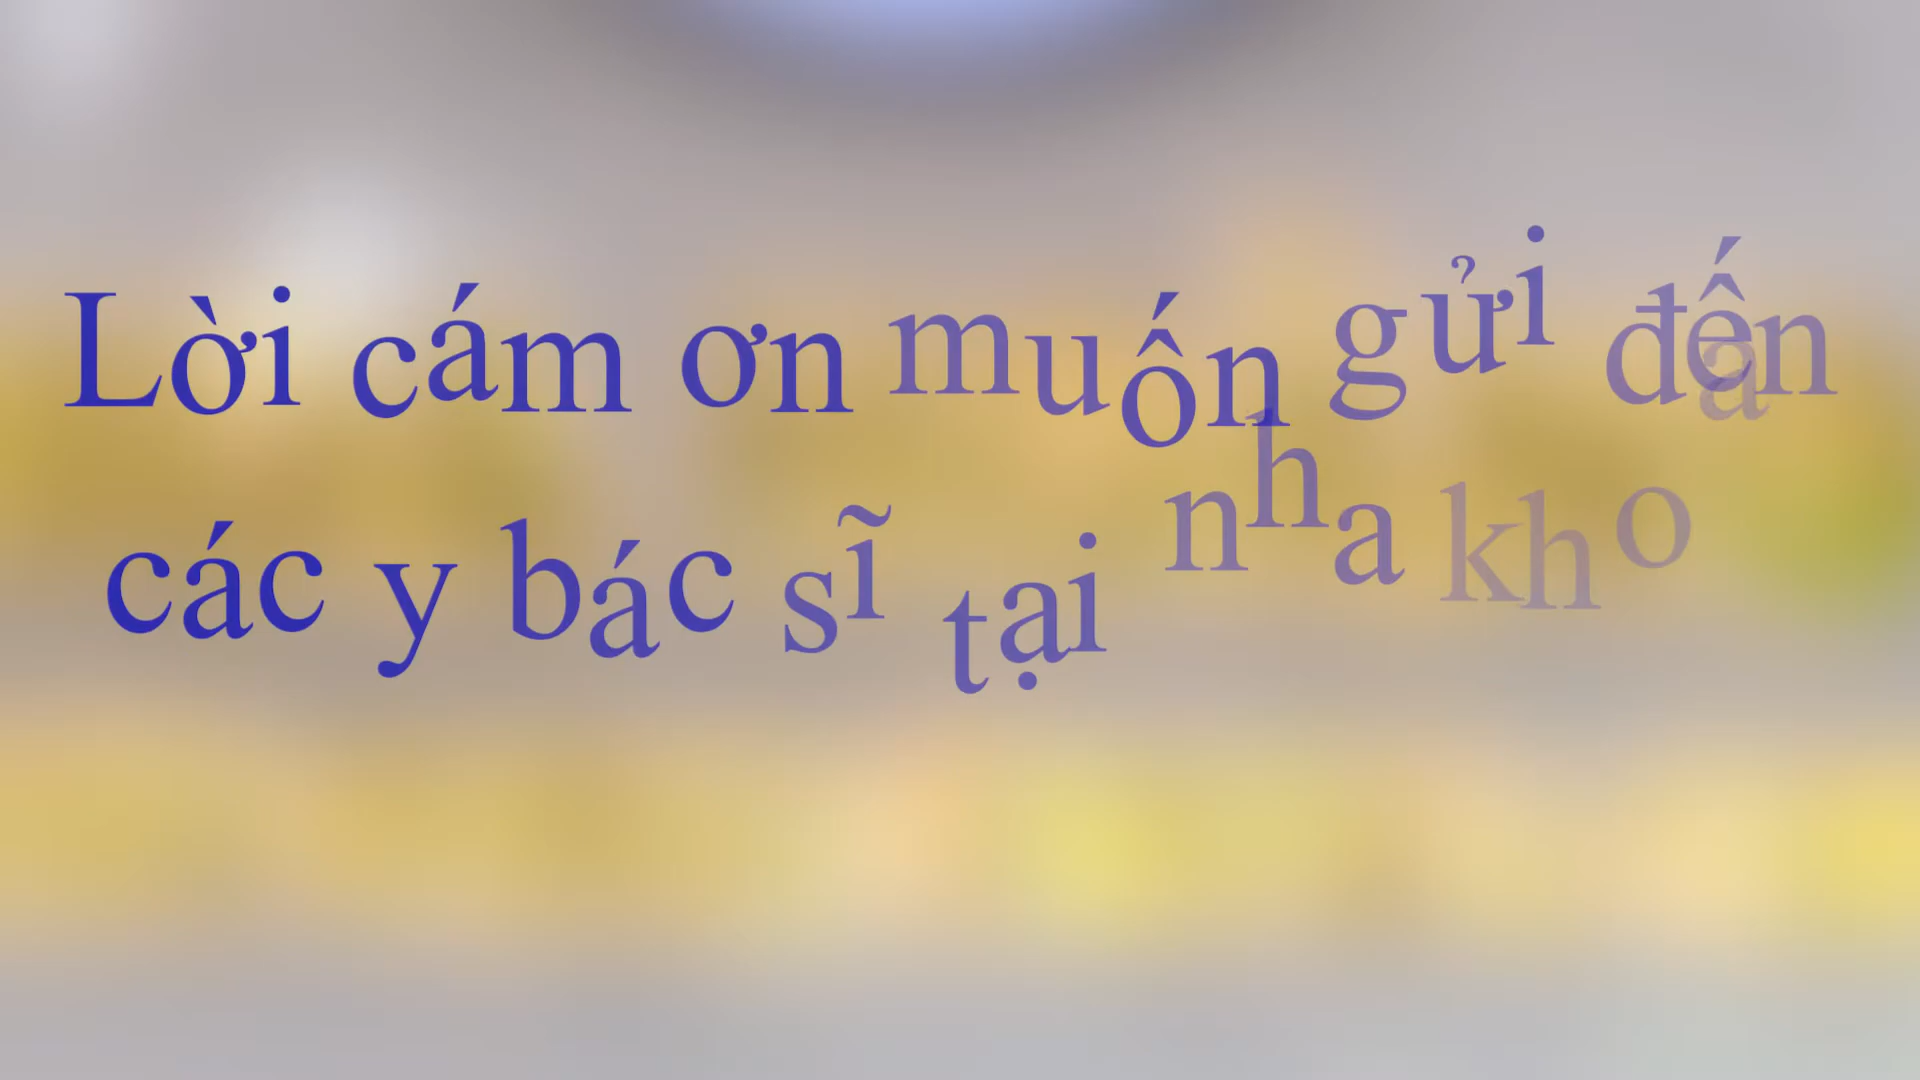 Lời cám ơn muốn gửi đến
các y bác sĩ tại nha khoa